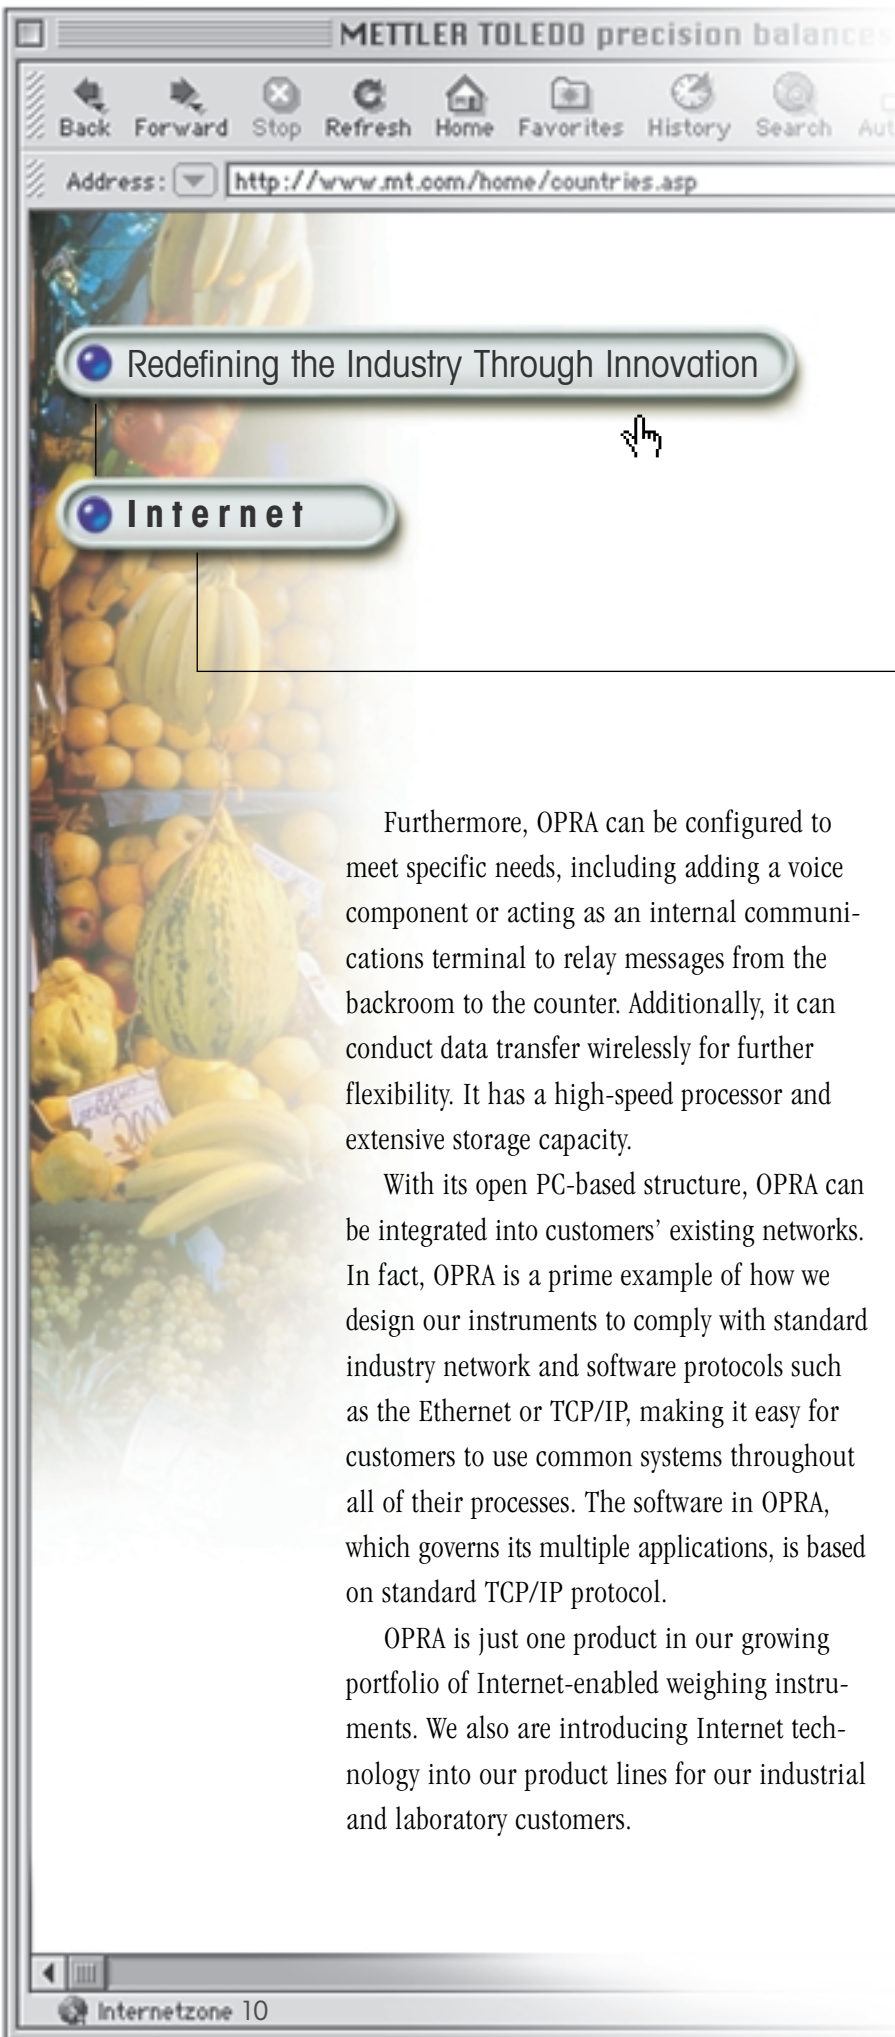 METTLER TOLEDO precision balances
Back Forward Stop Refresh Home Favorites History Search Aut
Address: http://www.mt.com/home/countries.asp
Redefining the Industry Through Innovation
Internet
Furthermore, OPRA can be configured to
meet specific needs, including adding a voice
component or acting as an internal communi-
cations terminal to relay messages from the
backroom to the counter. Additionally, it can
conduct data transfer wirelessly for further
flexibility. It has a high-speed processor and
extensive storage capacity.
With its open PC-based structure, OPRA can
be integrated into customers’ existing networks.
In fact, OPRA is a prime example of how we
design our instruments to comply with standard
industry network and software protocols such
as the Ethernet or TCP/IP, making it easy for
customers to use common systems throughout
all of their processes. The software in OPRA,
which governs its multiple applications, is based
on standard TCP/IP protocol.
OPRA is just one product in our growing
portfolio of Internet-enabled weighing instru-
ments. We also are introducing Internet tech-
nology into our product lines for our industrial
and laboratory customers.
Internetzone 10